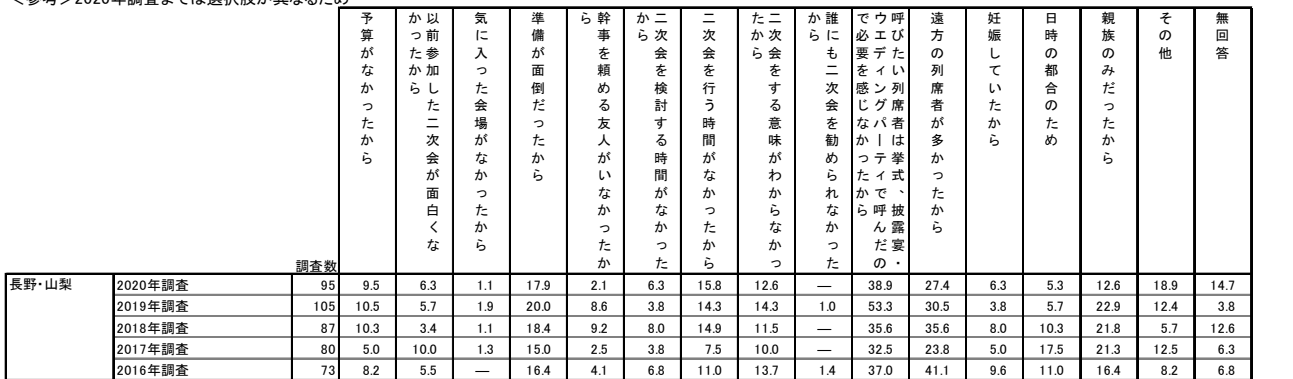 ＜参考＞2020年調査までは選択肢が異なるため
予算がなかったから
以前参加した二次会が面白くなかったから
気に入った会場がなかったから
準備が面倒だったから
幹事を頼める友人がいなかったから
二次会を検討する時間がなかったから
二次会を行う時間がなかったから
二次会をする意味がわからなかったから
誰にも二次会を勧められなかったから
呼びたい列席者は挙式、披露宴・ウエディングパーティで呼んだので必要を感じなかったから
遠方の列席者が多かったから
妊娠していたから
日時の都合のため
親族のみだったから
その他
無回答
調査数
長野・山梨 2020年調査 95 9.5 6.3 1.1 17.9 2.1 6.3 15.8 12.6 — 38.9 27.4 6.3 5.3 12.6 18.9 14.7
2019年調査 105 10.5 5.7 1.9 20.0 8.6 3.8 14.3 14.3 1.0 53.3 30.5 3.8 5.7 22.9 12.4 3.8
2018年調査 87 10.3 3.4 1.1 18.4 9.2 8.0 14.9 11.5 — 35.6 35.6 8.0 10.3 21.8 5.7 12.6
2017年調査 80 5.0 10.0 1.3 15.0 2.5 3.8 7.5 10.0 — 32.5 23.8 5.0 17.5 21.3 12.5 6.3
2016年調査 73 8.2 5.5 — 16.4 4.1 6.8 11.0 13.7 1.4 37.0 41.1 9.6 11.0 16.4 8.2 6.8